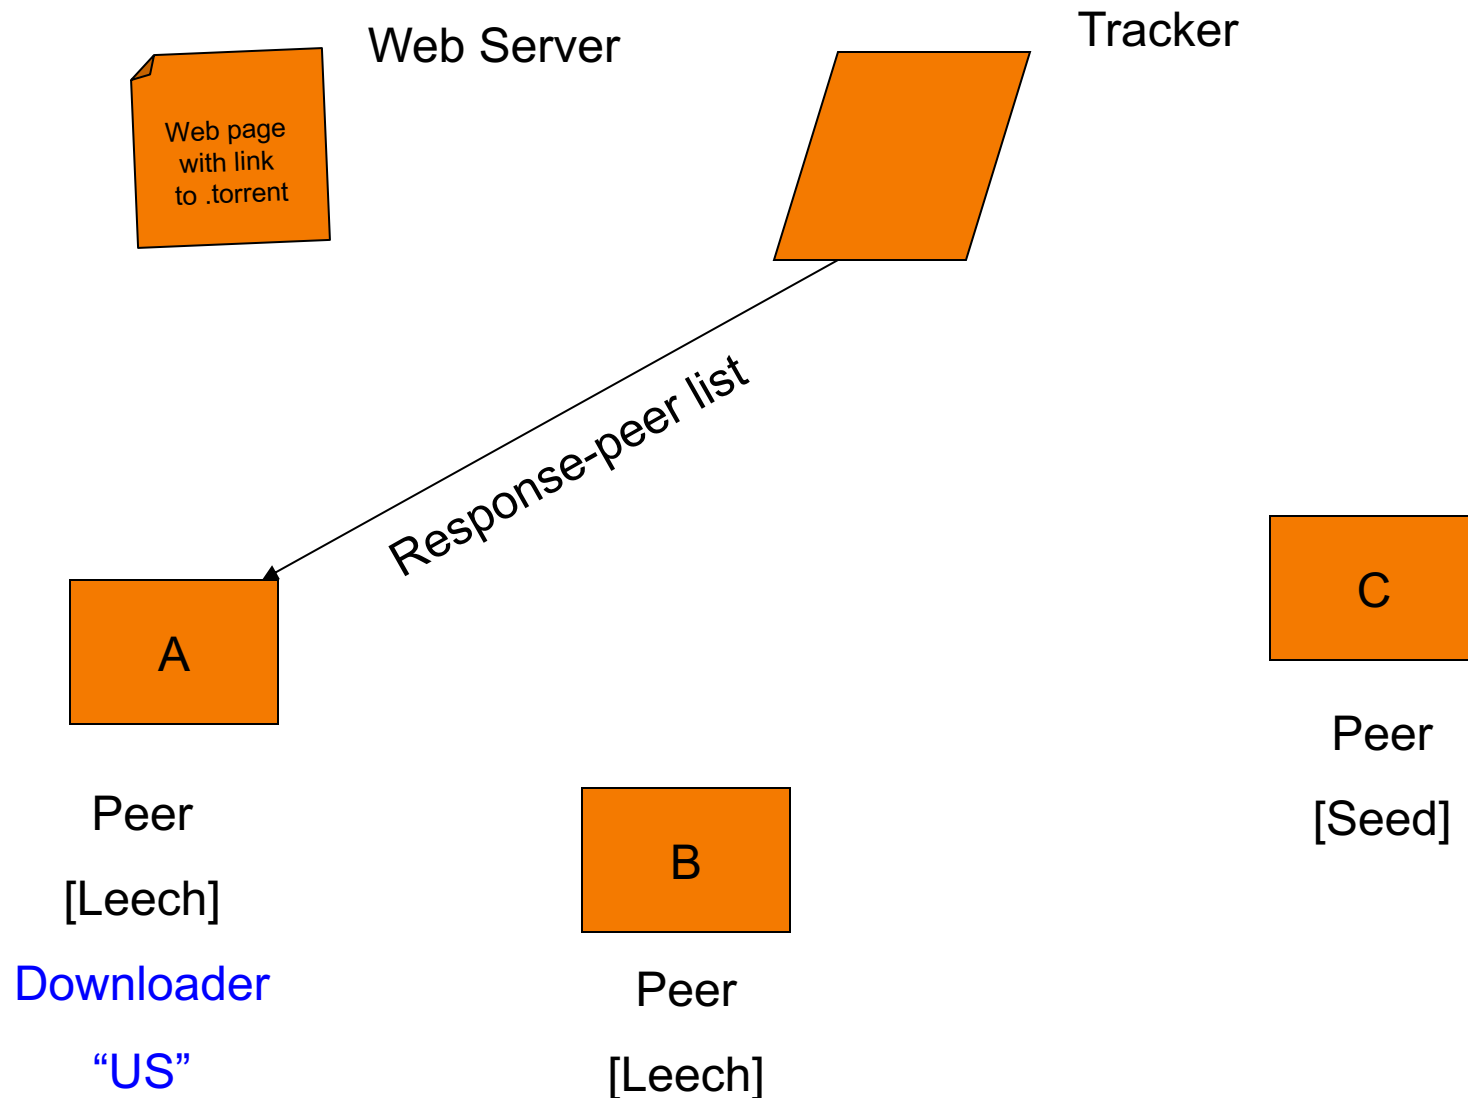 Web Server
Tracker
Web page
with link
to .torrent
Response-peer list
A
C
Peer
[Seed]
Peer
[Leech]
Downloader
“US”
B
Peer
[Leech]